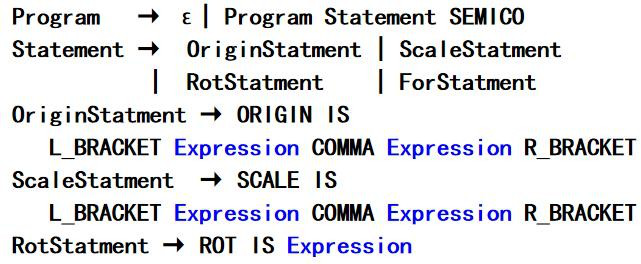 Program → ε | Program Statement SEMICO
Statement → OriginStatment | ScaleStatment
| RotStatment | ForStatment
OriginStatment → ORIGIN IS
L_BRACKET Expression COMMA Expression R_BRACKET
ScaleStatment → SCALE IS
L_BRACKET Expression COMMA Expression R_BRACKET
RotStatment → ROT IS Expression